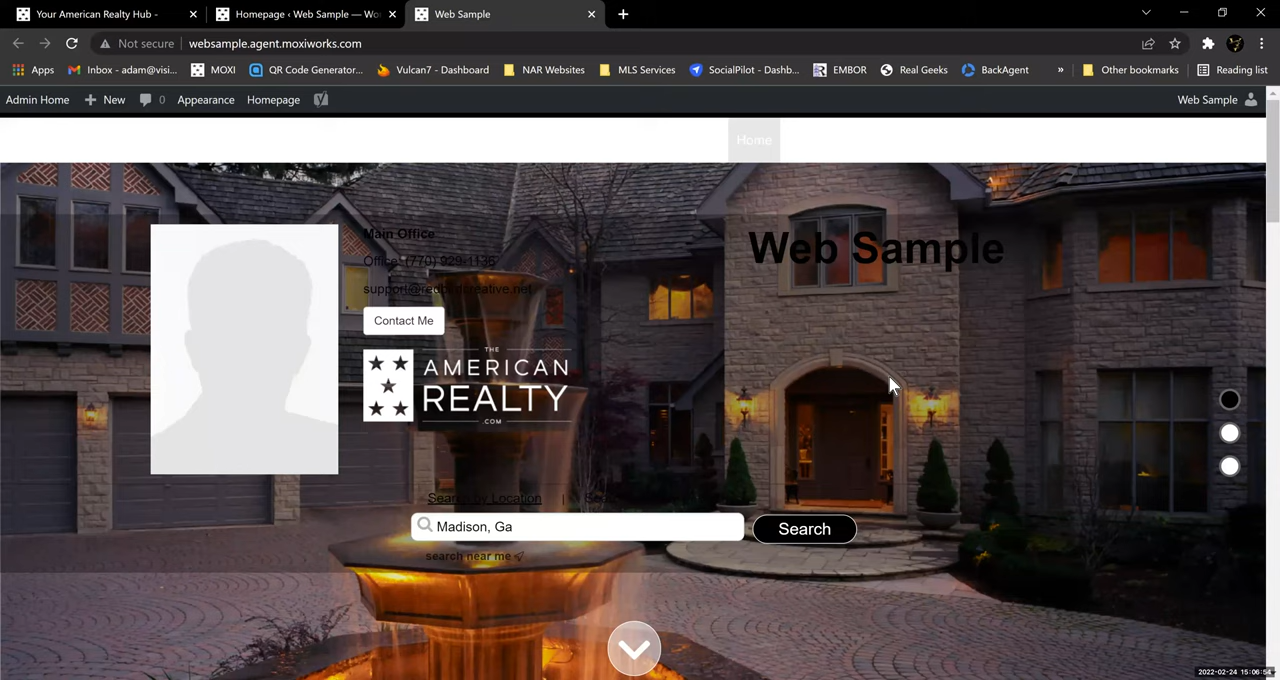 Your American Realty Hub -
Homepage ‹ Web Sample — Wo
Web Sample
Not secure
websample.agent.moxiworks.com
Apps
Inbox - adam@visi...
MOXI
QR Code Generator...
Vulcan7 - Dashboard
NAR Websites
MLS Services
SocialPilot - Dashb...
EMBOR
Real Geeks
BackAgent
»
Other bookmarks
Reading list
Admin Home
New
0
Appearance
Homepage
Web Sample
Home
Main Office
Office: (770) 929-1136
Web Sample
Contact Me
THE
AMERICAN
REALTY
.COM
Search by Location
|
Madison, Ga
Search
search near me
2022-02-24 15:06:54